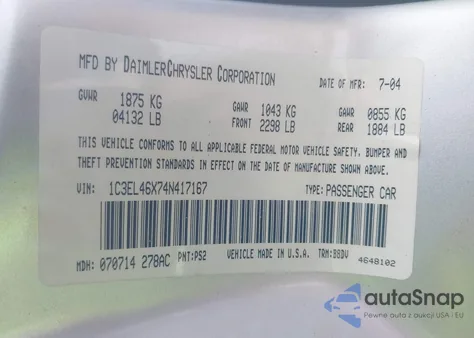 MFD BY DAIMLERCHRYSLER CORPORATION DATE OF MFR 7-04
GVWR 1875 KG GAWR 1043 KG GAWR 0855 KG
04132 LB FRONT 2298 LB REAR 1884 LB
THIS VEHICLE CONFORMS TO ALL APPLICABLE FEDERAL MOTOR VEHICLE SAFETY, BUMPER AND
THEFT PREVENTION STANDARDS IN EFFECT ON THE DATE OF MANUFACTURE SHOWN ABOVE.
VIN: 1C3EL46X74N417167 TYPE: PASSENGER CAR
MDH: 070714 278AC PNT: PS2 VEHICLE MADE IN U.S.A. TRM: B8DV
4648102
autoSnap
Pewne auta z aukcji USA i EU